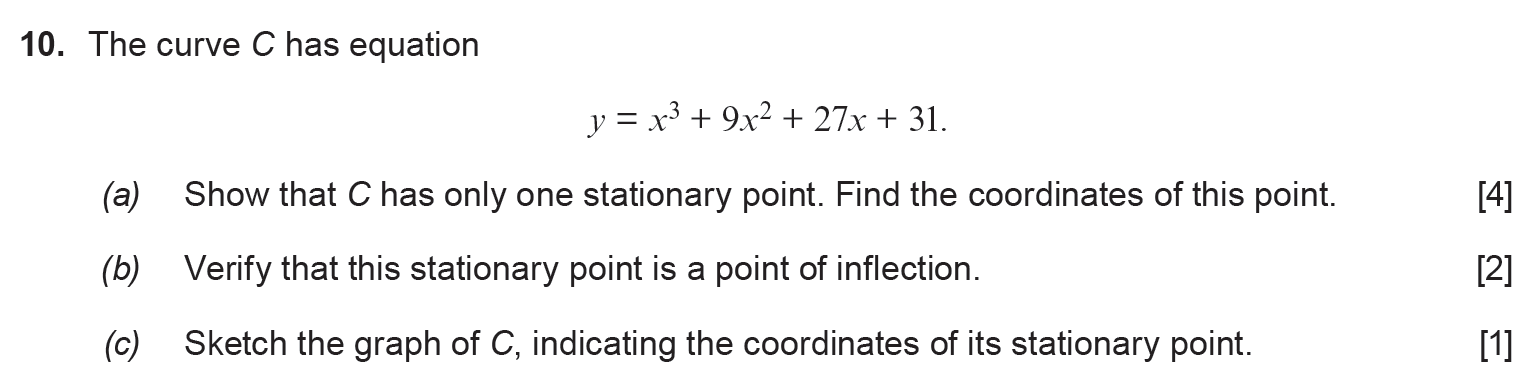 10. The curve C has equation
y = x³ + 9x² + 27x + 31.
(a) Show that C has only one stationary point. Find the coordinates of this point. [4]
(b) Verify that this stationary point is a point of inflection. [2]
(c) Sketch the graph of C, indicating the coordinates of its stationary point. [1]